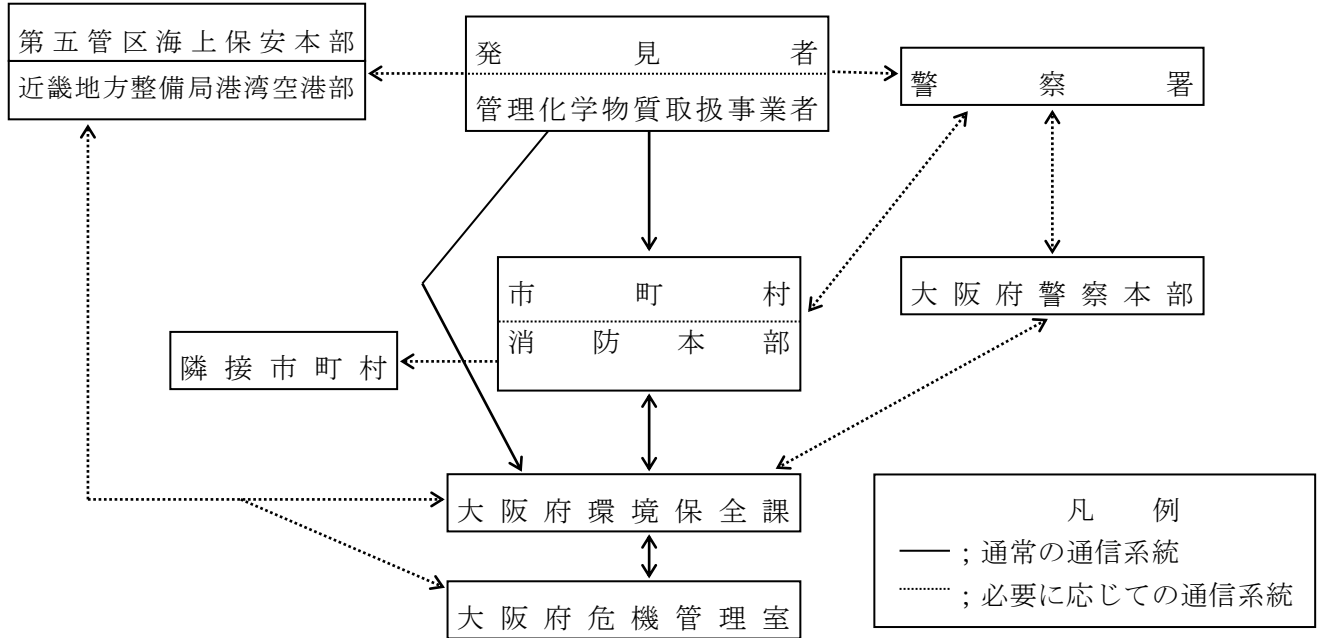 第五管区海上保安本部
近畿地方整備局港湾空港部
発見者
管理化学物質取扱事業者
警察署
市町村
消防本部
大阪府警察本部
隣接市町村
大阪府環境保全課
大阪府危機管理室
凡例
；通常の通信系統
；必要に応じての通信系統